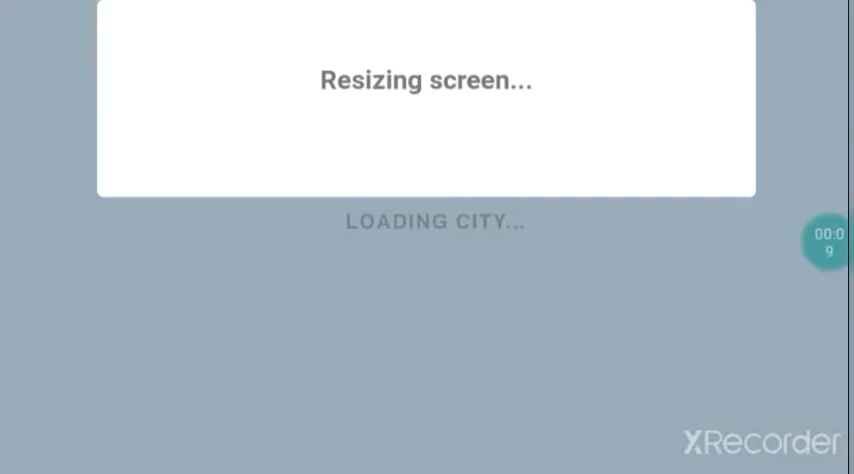 Resizing screen...
LOADING CITY...
00:0
9
XRecorder